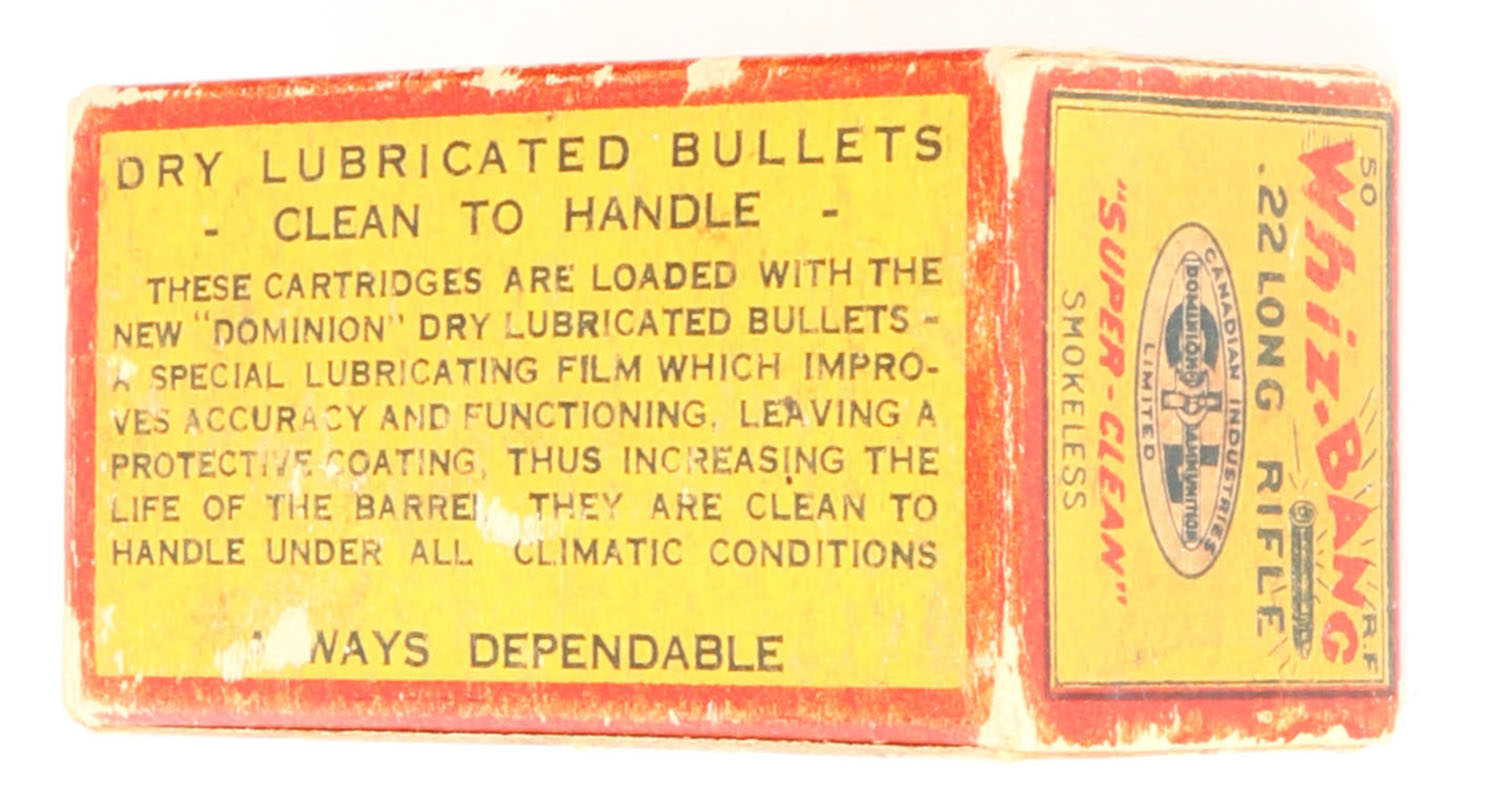 DRY LUBRICATED BULLETS
- CLEAN TO HANDLE -
THESE CARTRIDGES ARE LOADED WITH THE
NEW "DOMINION" DRY LUBRICATED BULLETS -
A SPECIAL LUBRICATING FILM WHICH IMPRO-
VES ACCURACY AND FUNCTIONING, LEAVING A
PROTECTIVE COATING, THUS INCREASING THE
LIFE OF THE BARREL THEY ARE CLEAN TO
HANDLE UNDER ALL CLIMATIC CONDITIONS
ALWAYS DEPENDABLE
50 R.F
Whiz-BANG
.22 LONG RIFLE
CANADIAN INDUSTRIES
CIL
DOMINION AMMUNITION
LIMITED
"SUPER-CLEAN"
SMOKELESS